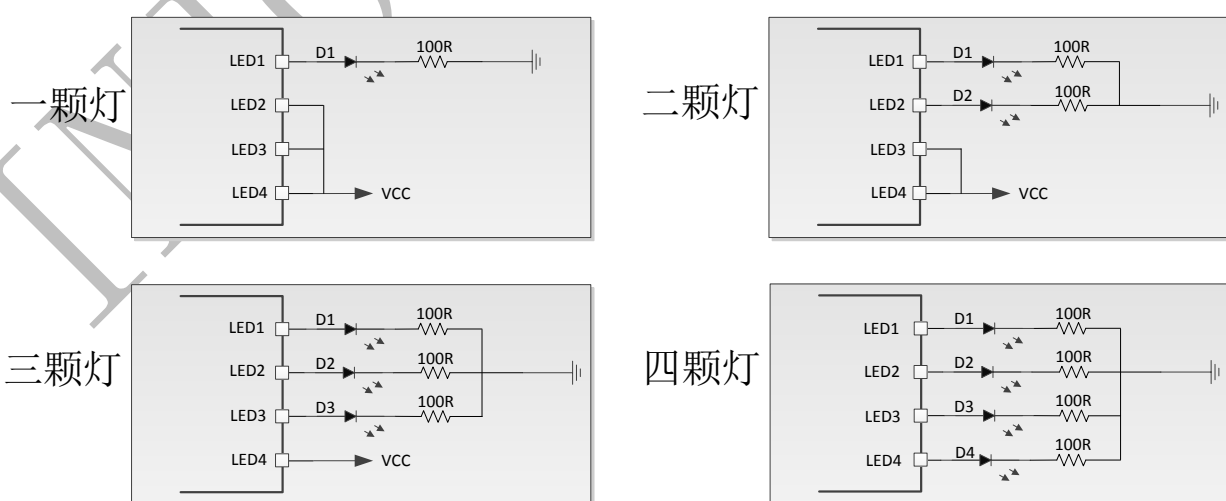 一颗灯
LED1 D1 100R
LED2
LED3
LED4 VCC
二颗灯
LED1 D1 100R
LED2 D2 100R
LED3
LED4 VCC
三颗灯
LED1 D1 100R
LED2 D2 100R
LED3 D3 100R
LED4 VCC
四颗灯
LED1 D1 100R
LED2 D2 100R
LED3 D3 100R
LED4 D4 100R